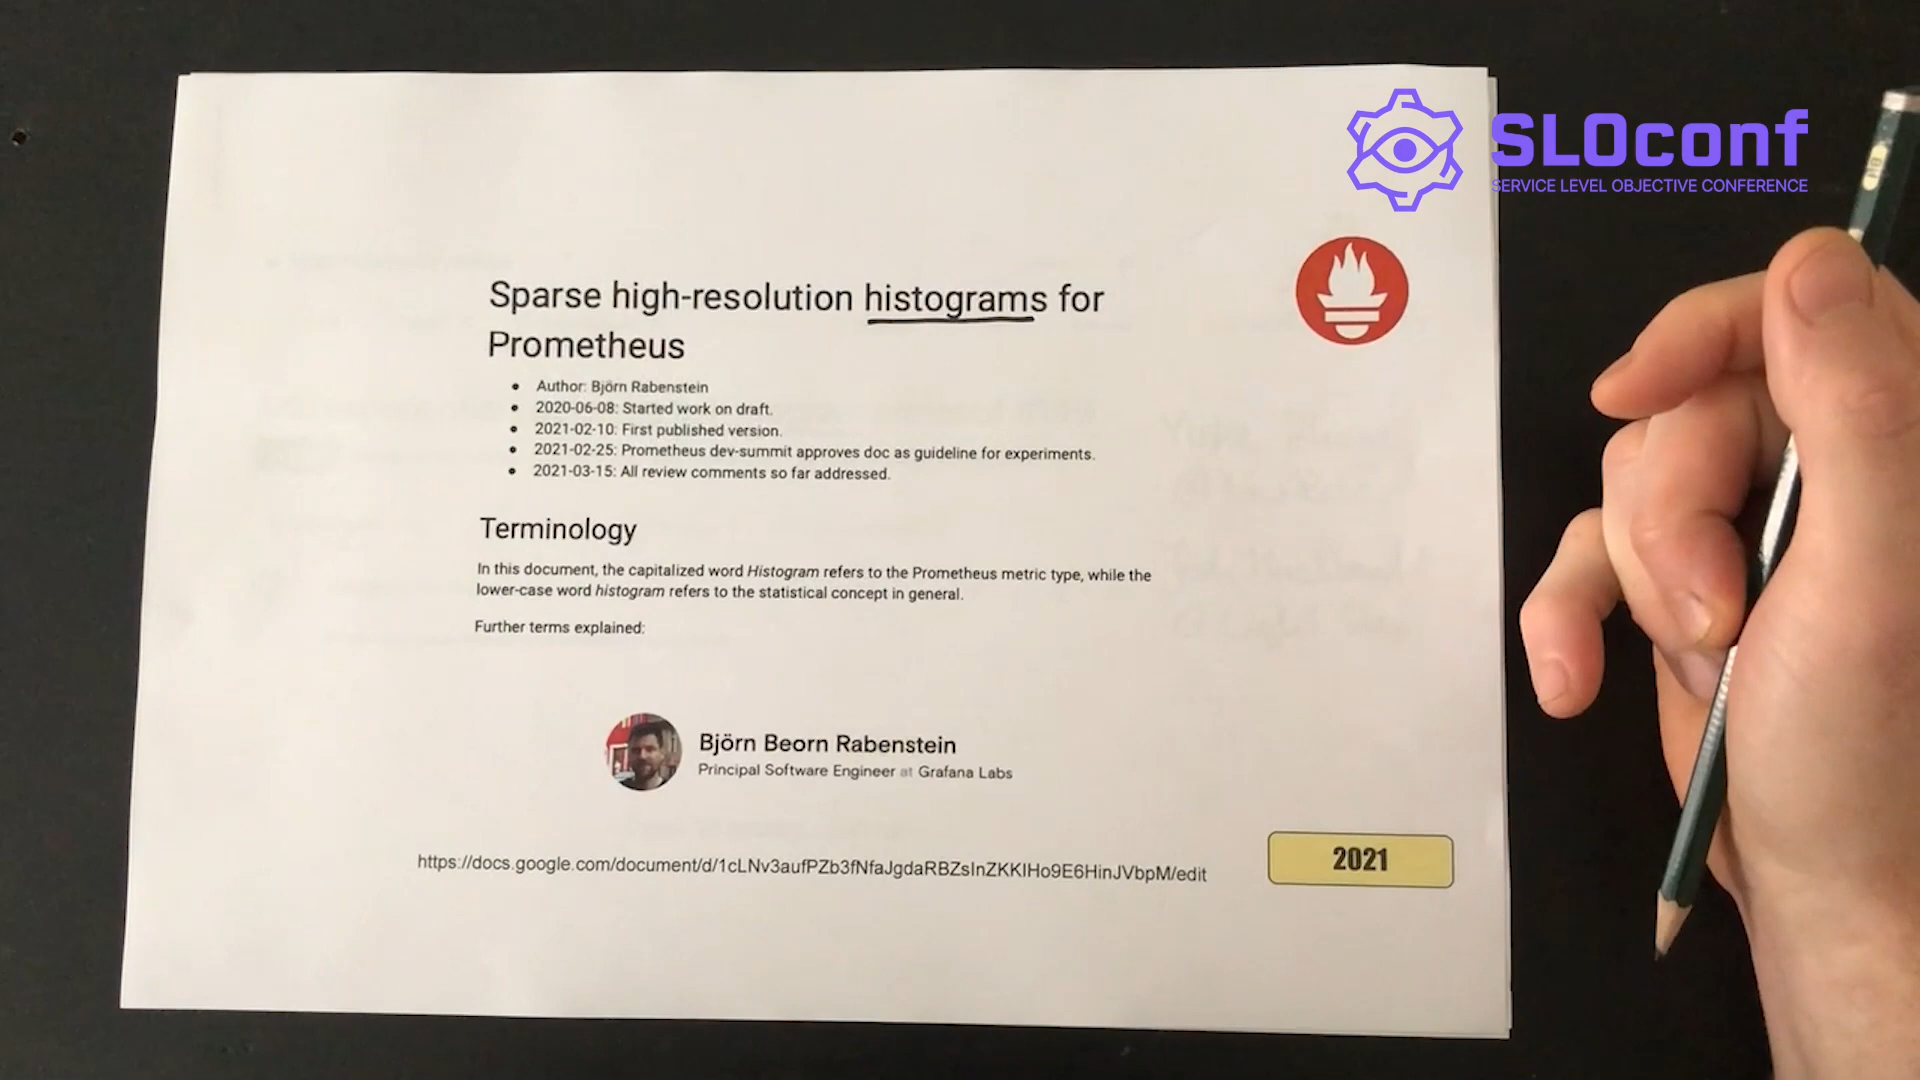 SLOconf
SERVICE LEVEL OBJECTIVE CONFERENCE
HB
Sparse high-resolution histograms for
Prometheus
• Author: Björn Rabenstein
• 2020-06-08: Started work on draft.
• 2021-02-10: First published version.
• 2021-02-25: Prometheus dev-summit approves doc as guideline for experiments.
• 2021-03-15: All review comments so far addressed.
Terminology
In this document, the capitalized word Histogram refers to the Prometheus metric type, while the
lower-case word histogram refers to the statistical concept in general.
Further terms explained:
Björn Beorn Rabenstein
Principal Software Engineer at Grafana Labs
https://docs.google.com/document/d/1cLNv3aufPZb3fNfaJgdaRBZsInZKKIHo9E6HinJVbpM/edit
2021